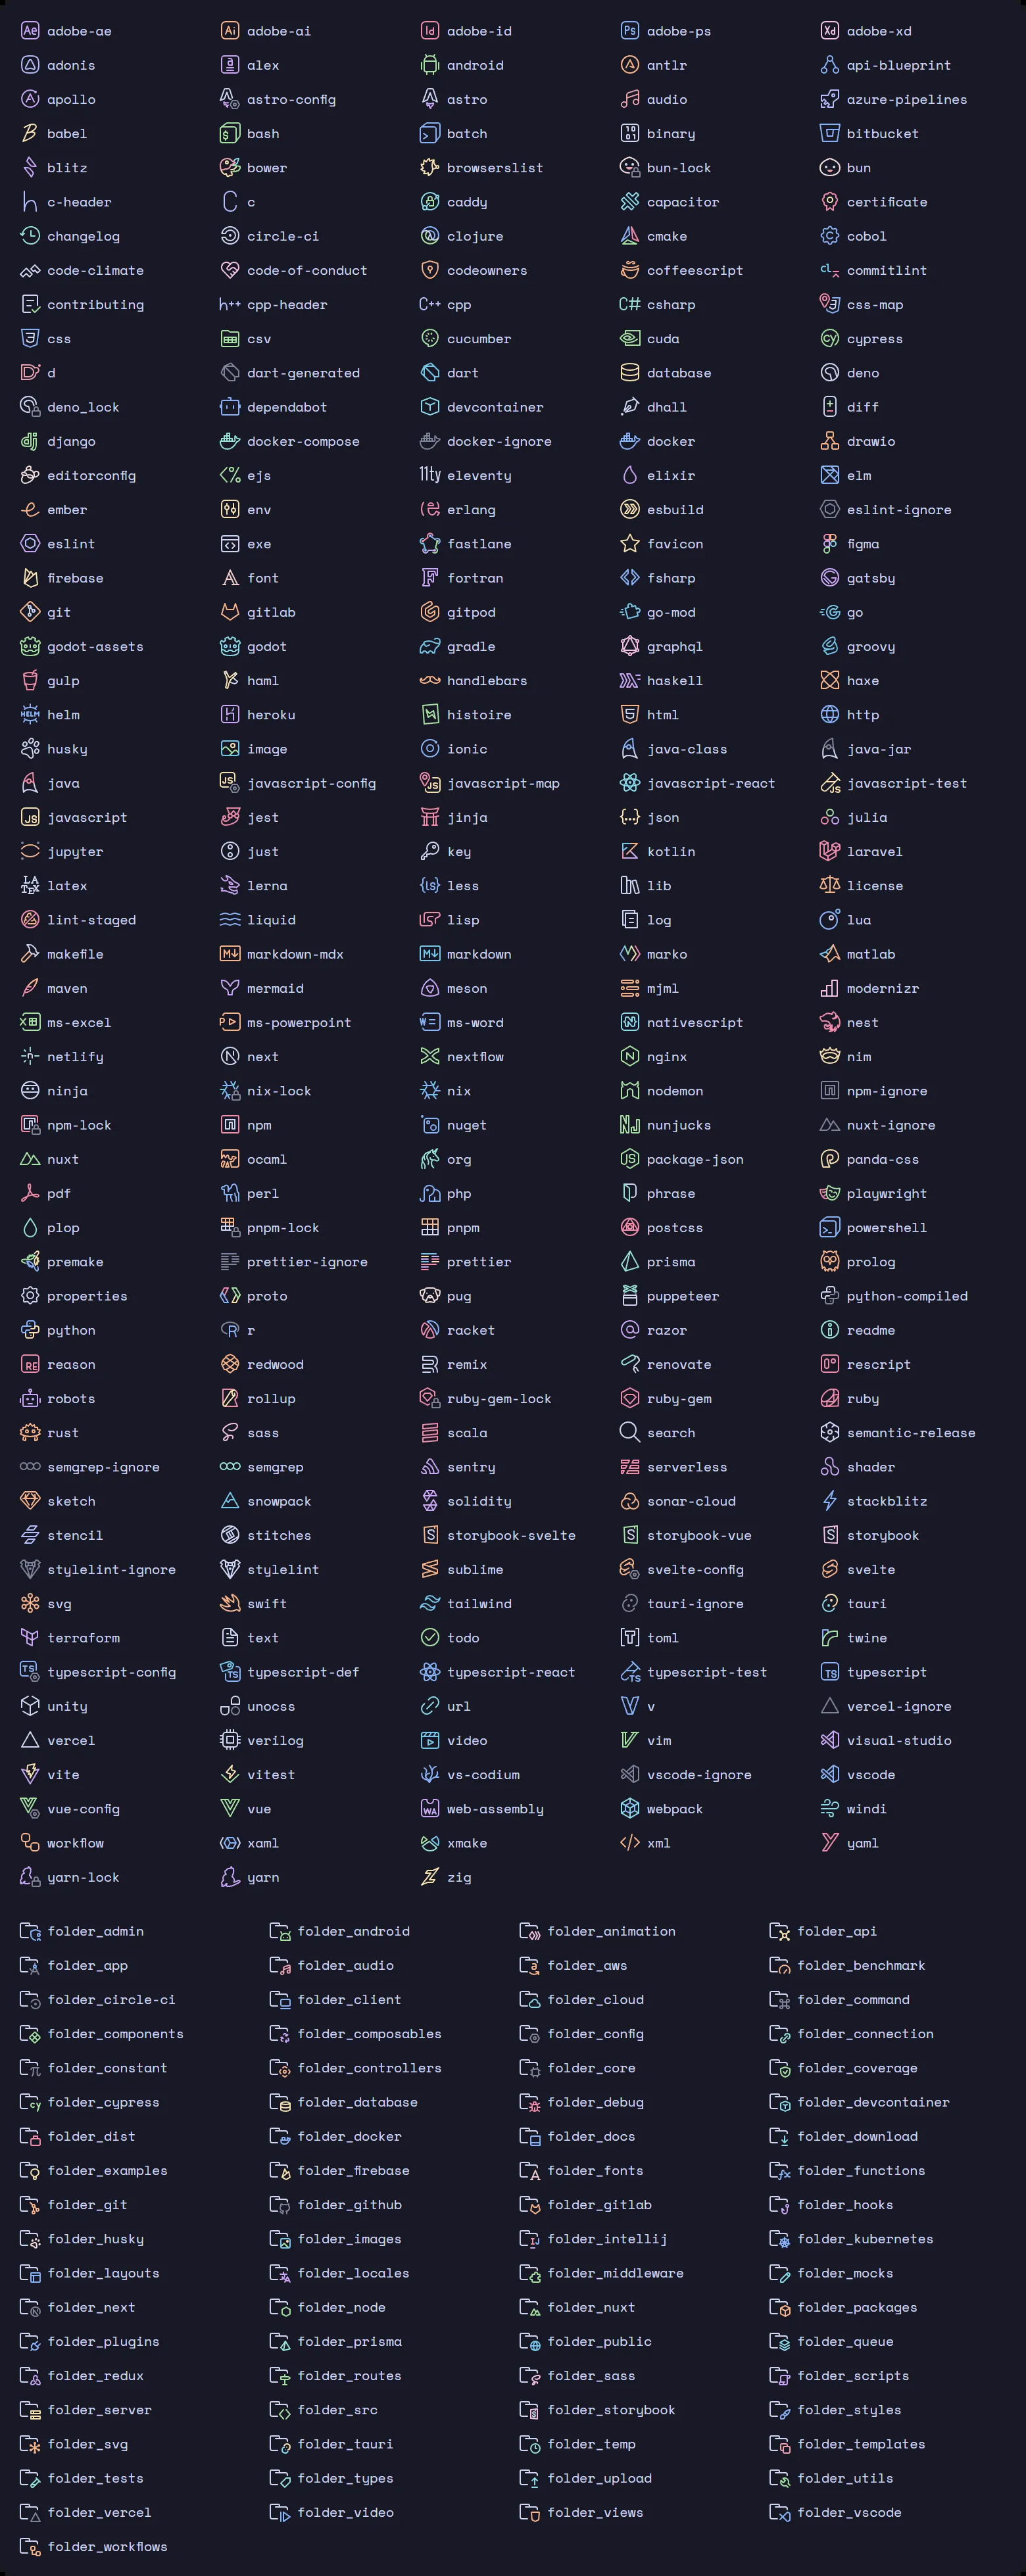 adobe-ae adobe-ai adobe-id adobe-ps adobe-xd
adonis alex android antlr api-blueprint
apollo astro-config astro audio azure-pipelines
babel bash batch binary bitbucket
blitz bower browserslist bun-lock bun
c-header c caddy capacitor certificate
changelog circle-ci clojure cmake cobol
code-climate code-of-conduct codeowners coffeescript commitlint
contributing cpp-header cpp csharp css-map
css csv cucumber cuda cypress
d dart-generated dart database deno
deno_lock dependabot devcontainer dhall diff
django docker-compose docker-ignore docker drawio
editorconfig ejs eleventy elixir elm
ember env erlang esbuild eslint-ignore
eslint exe fastlane favicon figma
firebase font fortran fsharp gatsby
git gitlab gitpod go-mod go
godot-assets godot gradle graphql groovy
gulp haml handlebars haskell haxe
helm heroku histoire html http
husky image ionic java-class java-jar
java javascript-config javascript-map javascript-react javascript-test
javascript jest jinja json julia
jupyter just key kotlin laravel
latex lerna less lib license
lint-staged liquid lisp log lua
makefile markdown-mdx markdown marko matlab
maven mermaid meson mjml modernizr
ms-excel ms-powerpoint ms-word nativescript nest
netlify next nextflow nginx nim
ninja nix-lock nix nodemon npm-ignore
npm-lock npm nuget nunjucks nuxt-ignore
nuxt ocaml org package-json panda-css
pdf perl php phrase playwright
plop pnpm-lock pnpm postcss powershell
premake prettier-ignore prettier prisma prolog
properties proto pug puppeteer python-compiled
python r racket razor readme
reason redwood remix renovate rescript
robots rollup ruby-gem-lock ruby-gem ruby
rust sass scala search semantic-release
semgrep-ignore semgrep sentry serverless shader
sketch snowpack solidity sonar-cloud stackblitz
stencil stitches storybook-svelte storybook-vue storybook
stylelint-ignore stylelint sublime svelte-config svelte
svg swift tailwind tauri-ignore tauri
terraform text todo toml twine
typescript-config typescript-def typescript-react typescript-test typescript
unity unocss url v vercel-ignore
vercel verilog video vim visual-studio
vite vitest vs-codium vscode-ignore vscode
vue-config vue web-assembly webpack windi
workflow xaml xmake xml yaml
yarn-lock yarn zig
folder_admin folder_android folder_animation folder_api
folder_app folder_audio folder_aws folder_benchmark
folder_circle-ci folder_client folder_cloud folder_command
folder_components folder_composables folder_config folder_connection
folder_constant folder_controllers folder_core folder_coverage
folder_cypress folder_database folder_debug folder_devcontainer
folder_dist folder_docker folder_docs folder_download
folder_examples folder_firebase folder_fonts folder_functions
folder_git folder_github folder_gitlab folder_hooks
folder_husky folder_images folder_intellij folder_kubernetes
folder_layouts folder_locales folder_middleware folder_mocks
folder_next folder_node folder_nuxt folder_packages
folder_plugins folder_prisma folder_public folder_queue
folder_redux folder_routes folder_sass folder_scripts
folder_server folder_src folder_storybook folder_styles
folder_svg folder_tauri folder_temp folder_templates
folder_tests folder_types folder_upload folder_utils
folder_vercel folder_video folder_views folder_vscode
folder_workflows